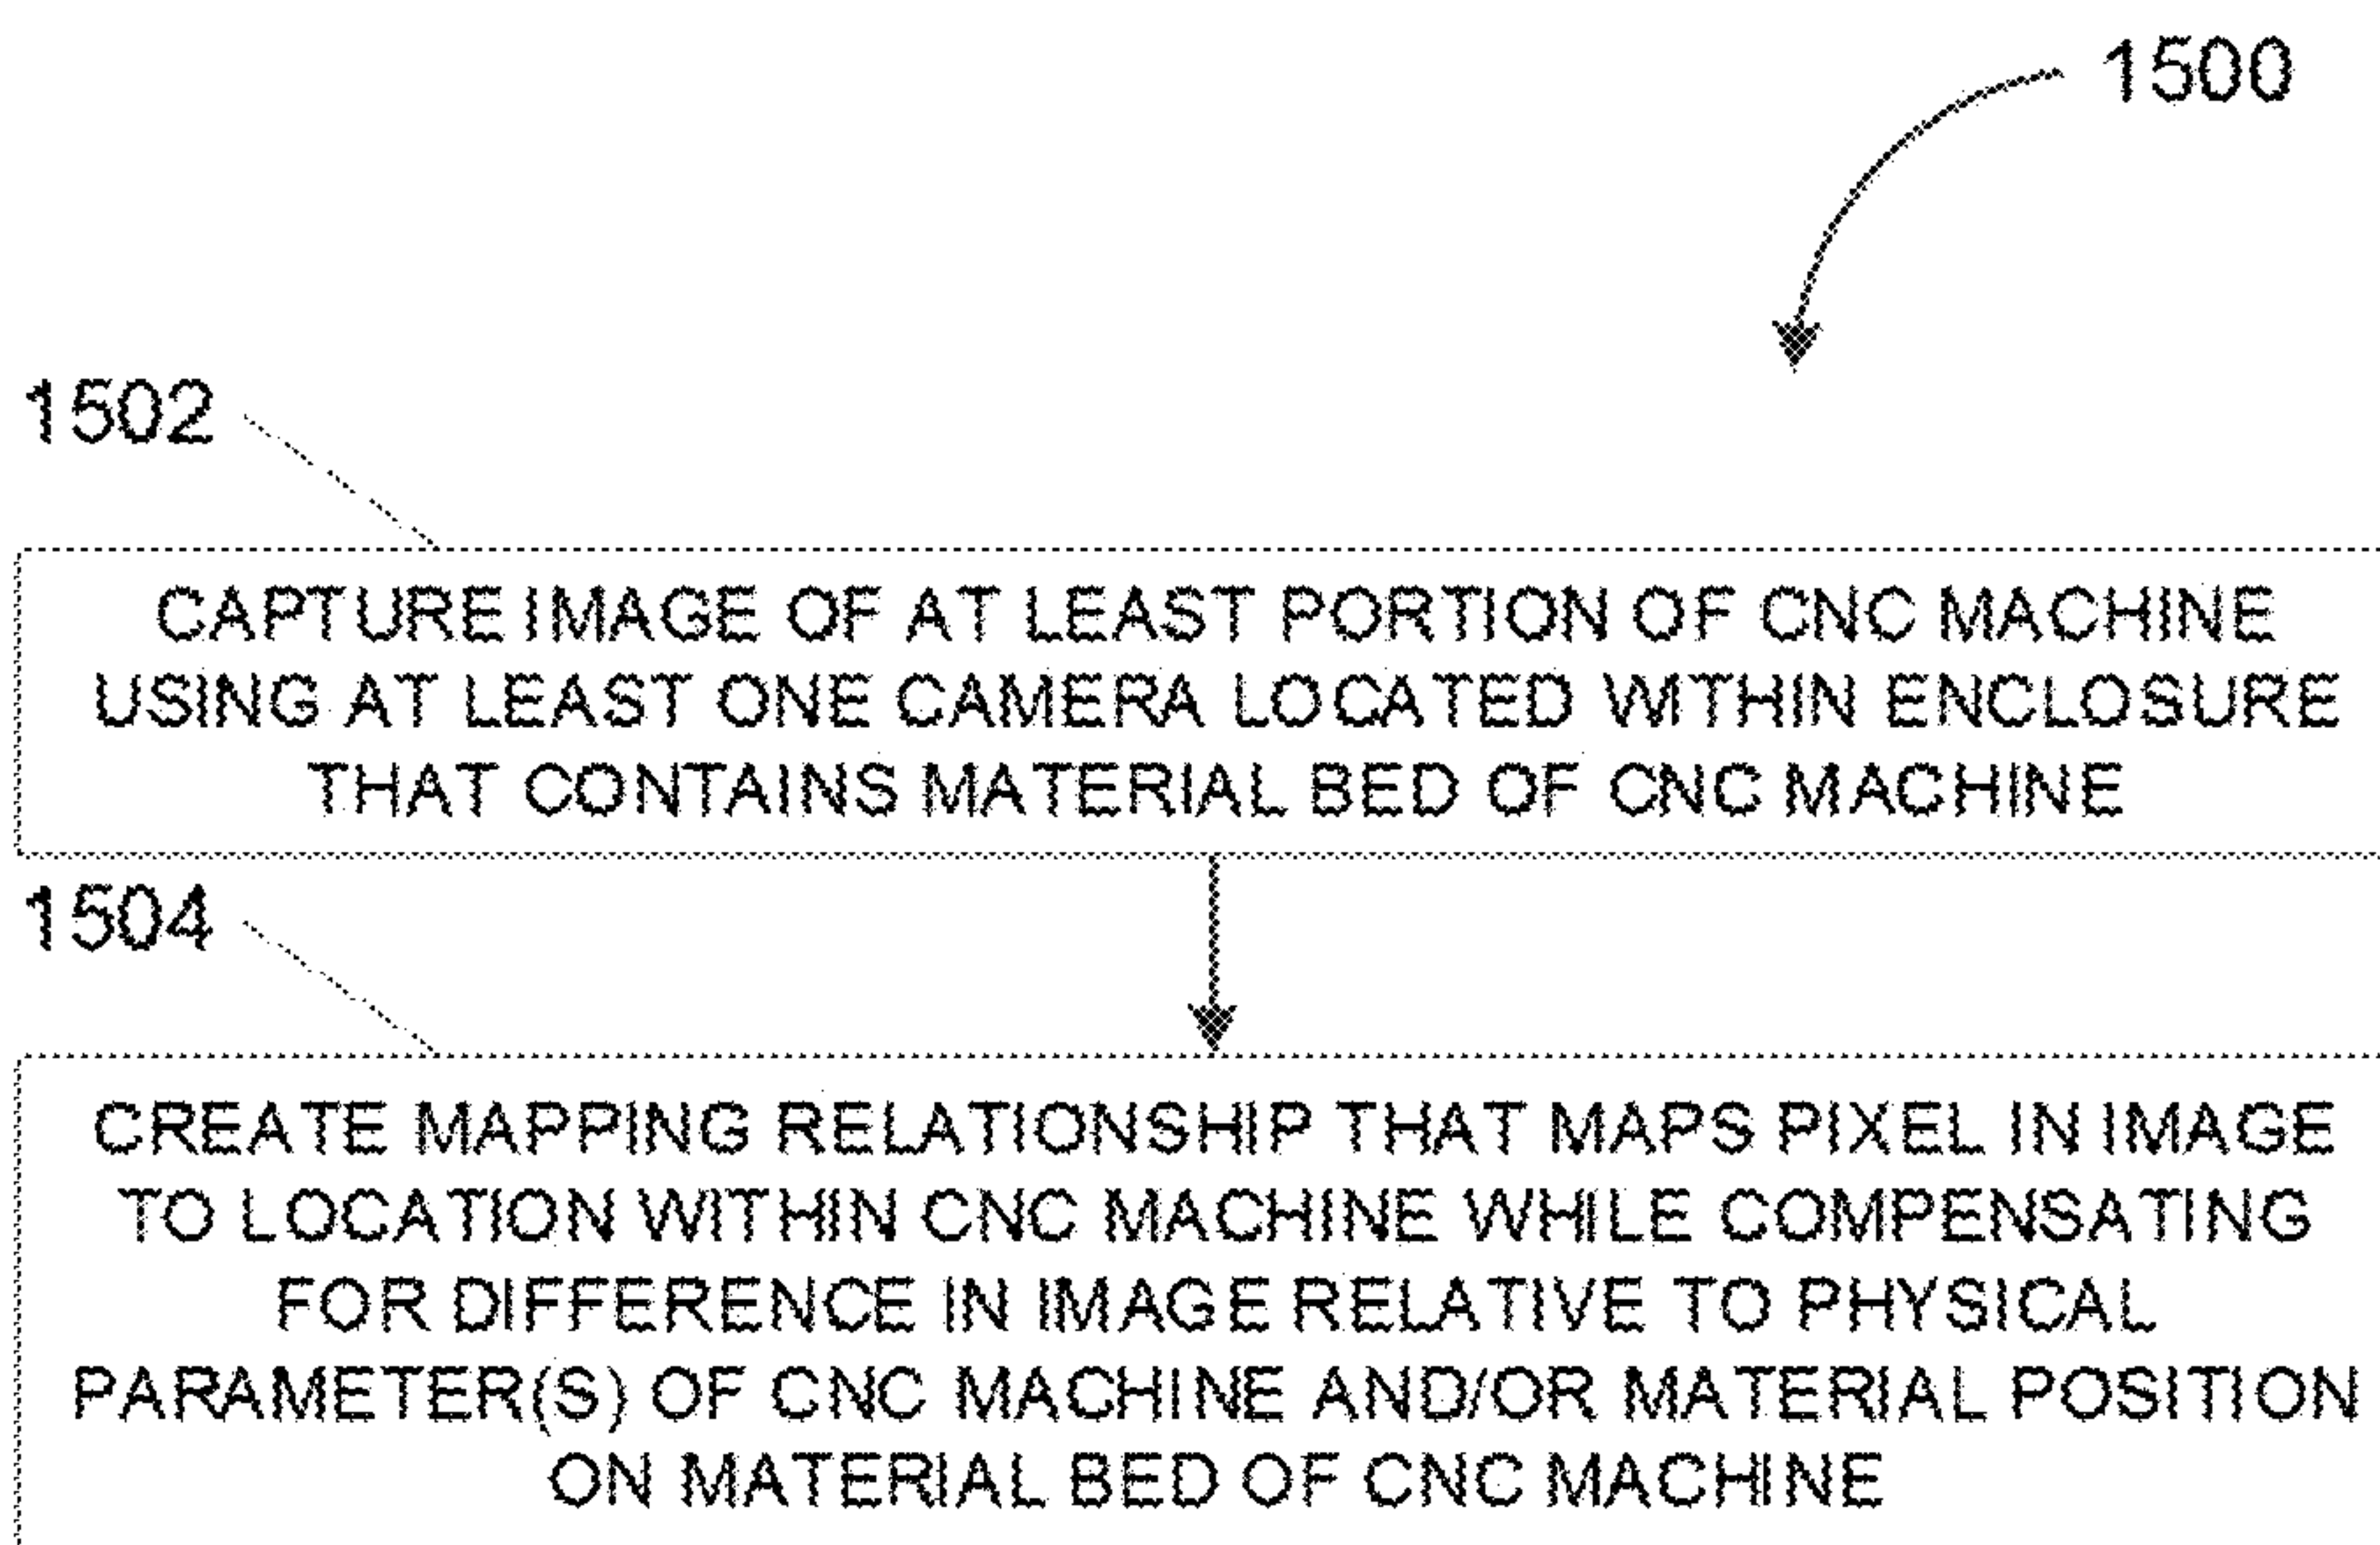 1500
1502
CAPTURE IMAGE OF AT LEAST PORTION OF CNC MACHINE
USING AT LEAST ONE CAMERA LOCATED WITHIN ENCLOSURE
THAT CONTAINS MATERIAL BED OF CNC MACHINE
1504
CREATE MAPPING RELATIONSHIP THAT MAPS PIXEL IN IMAGE
TO LOCATION WITHIN CNC MACHINE WHILE COMPENSATING
FOR DIFFERENCE IN IMAGE RELATIVE TO PHYSICAL
PARAMETER(S) OF CNC MACHINE AND/OR MATERIAL POSITION
ON MATERIAL BED OF CNC MACHINE